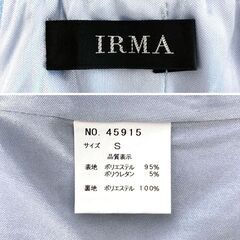 IRMA
NO. 45915
サイズ S
品質表示
表地 ポリエステル 95%
ポリウレタン 5%
裏地 ポリエステル 100%